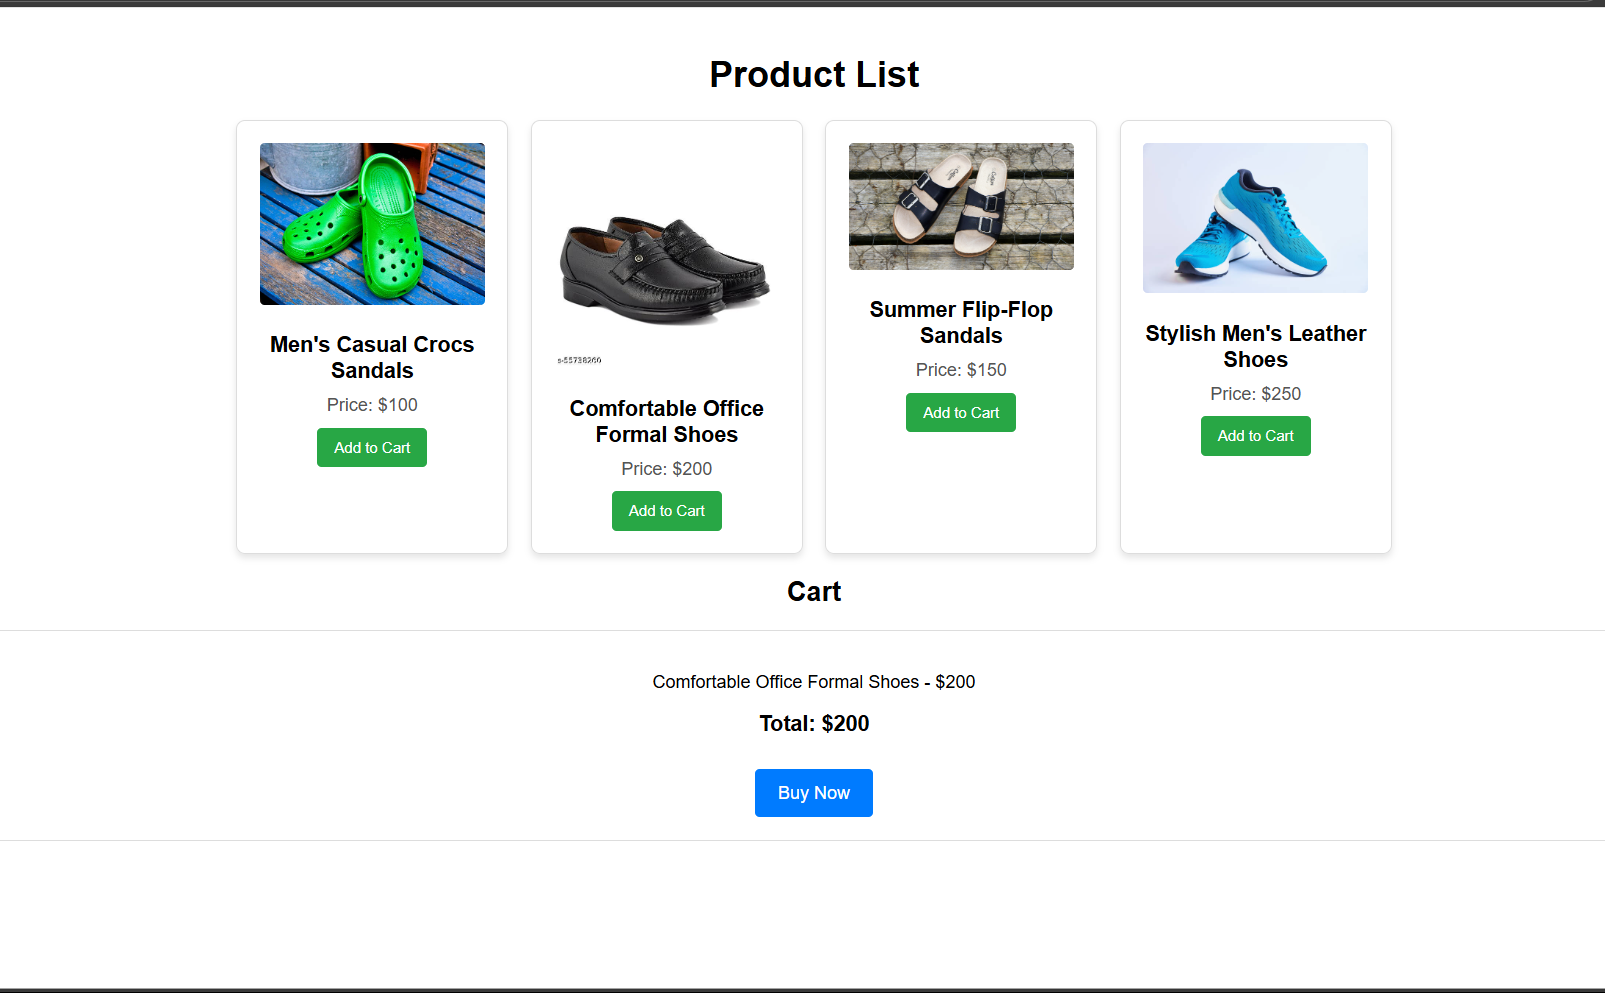 Product List
Men's Casual Crocs
Sandals
Price: $100
Add to Cart
s-55738260
Comfortable Office
Formal Shoes
Price: $200
Add to Cart
Summer Flip-Flop
Sandals
Price: $150
Add to Cart
Stylish Men's Leather
Shoes
Price: $250
Add to Cart
Cart
Comfortable Office Formal Shoes - $200
Total: $200
Buy Now